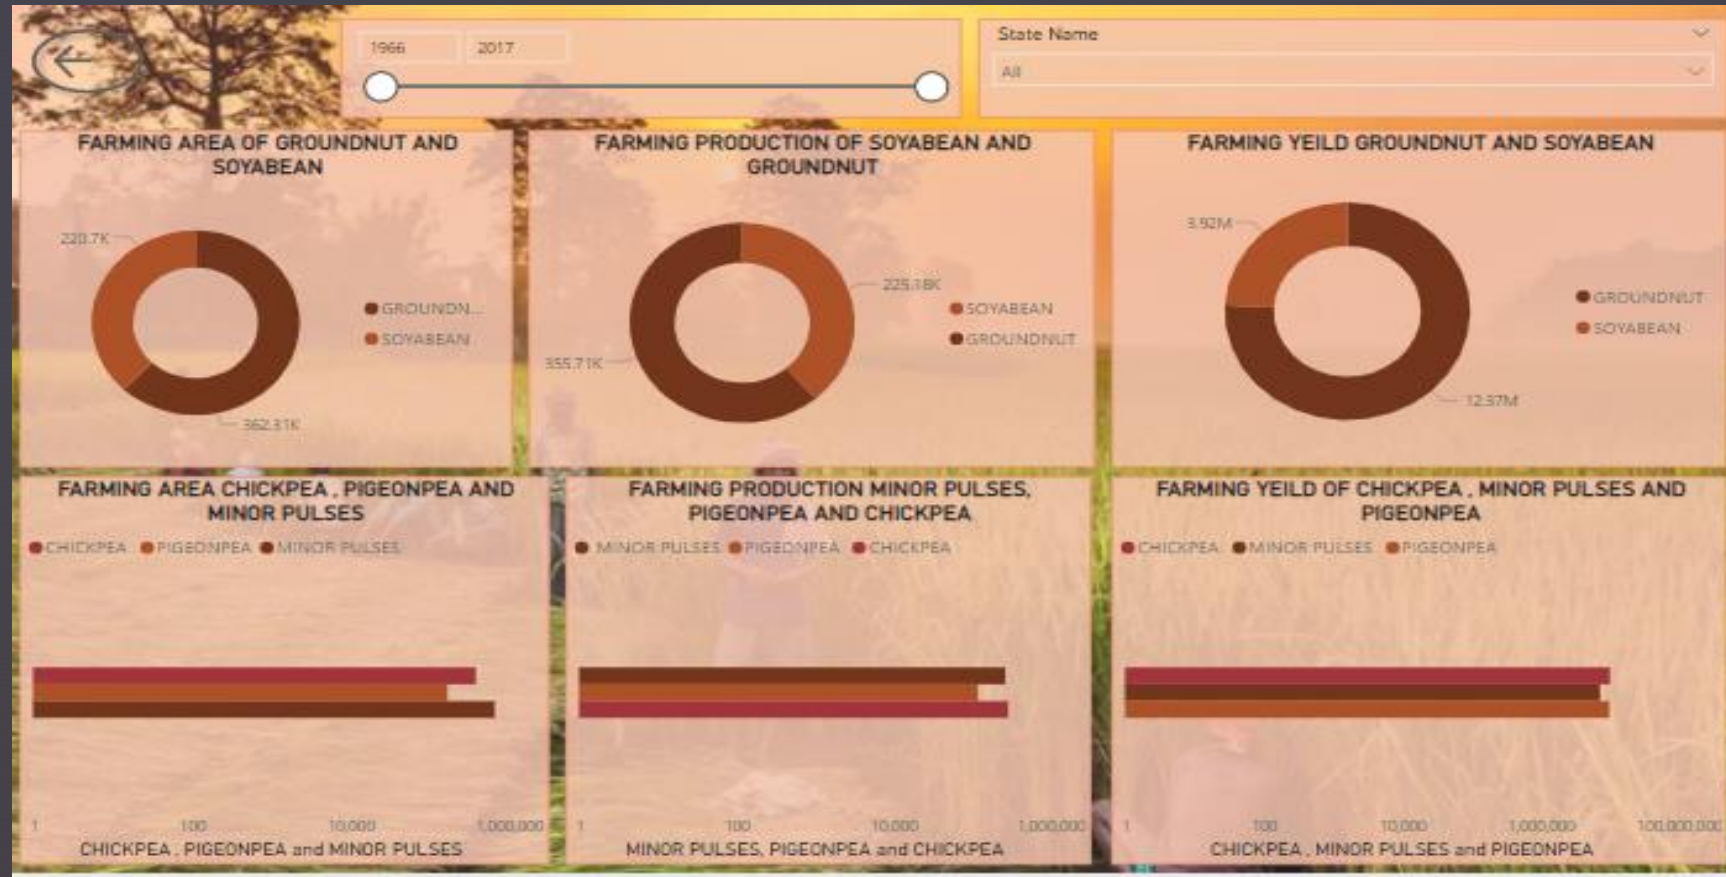 1966
2017
State Name
All
FARMING AREA OF GROUNDNUT AND
SOYABEAN
220.7K
362.31K
GROUNDN...
SOYABEAN
FARMING PRODUCTION OF SOYABEAN AND
GROUNDNUT
225.18K
355.71K
SOYABEAN
GROUNDNUT
FARMING YEILD GROUNDNUT AND SOYABEAN
3.92M
12.37M
GROUNDNUT
SOYABEAN
FARMING AREA CHICKPEA , PIGEONPEA AND
MINOR PULSES
CHICKPEA PIGEONPEA MINOR PULSES
1 100 10,000 1,000,000
CHICKPEA , PIGEONPEA and MINOR PULSES
FARMING PRODUCTION MINOR PULSES,
PIGEONPEA AND CHICKPEA
MINOR PULSES PIGEONPEA CHICKPEA
1 100 10,000 1,000,000
MINOR PULSES, PIGEONPEA and CHICKPEA
FARMING YEILD OF CHICKPEA , MINOR PULSES AND
PIGEONPEA
CHICKPEA MINOR PULSES PIGEONPEA
1 100 10,000 1,000,000 100,000,000
CHICKPEA , MINOR PULSES and PIGEONPEA